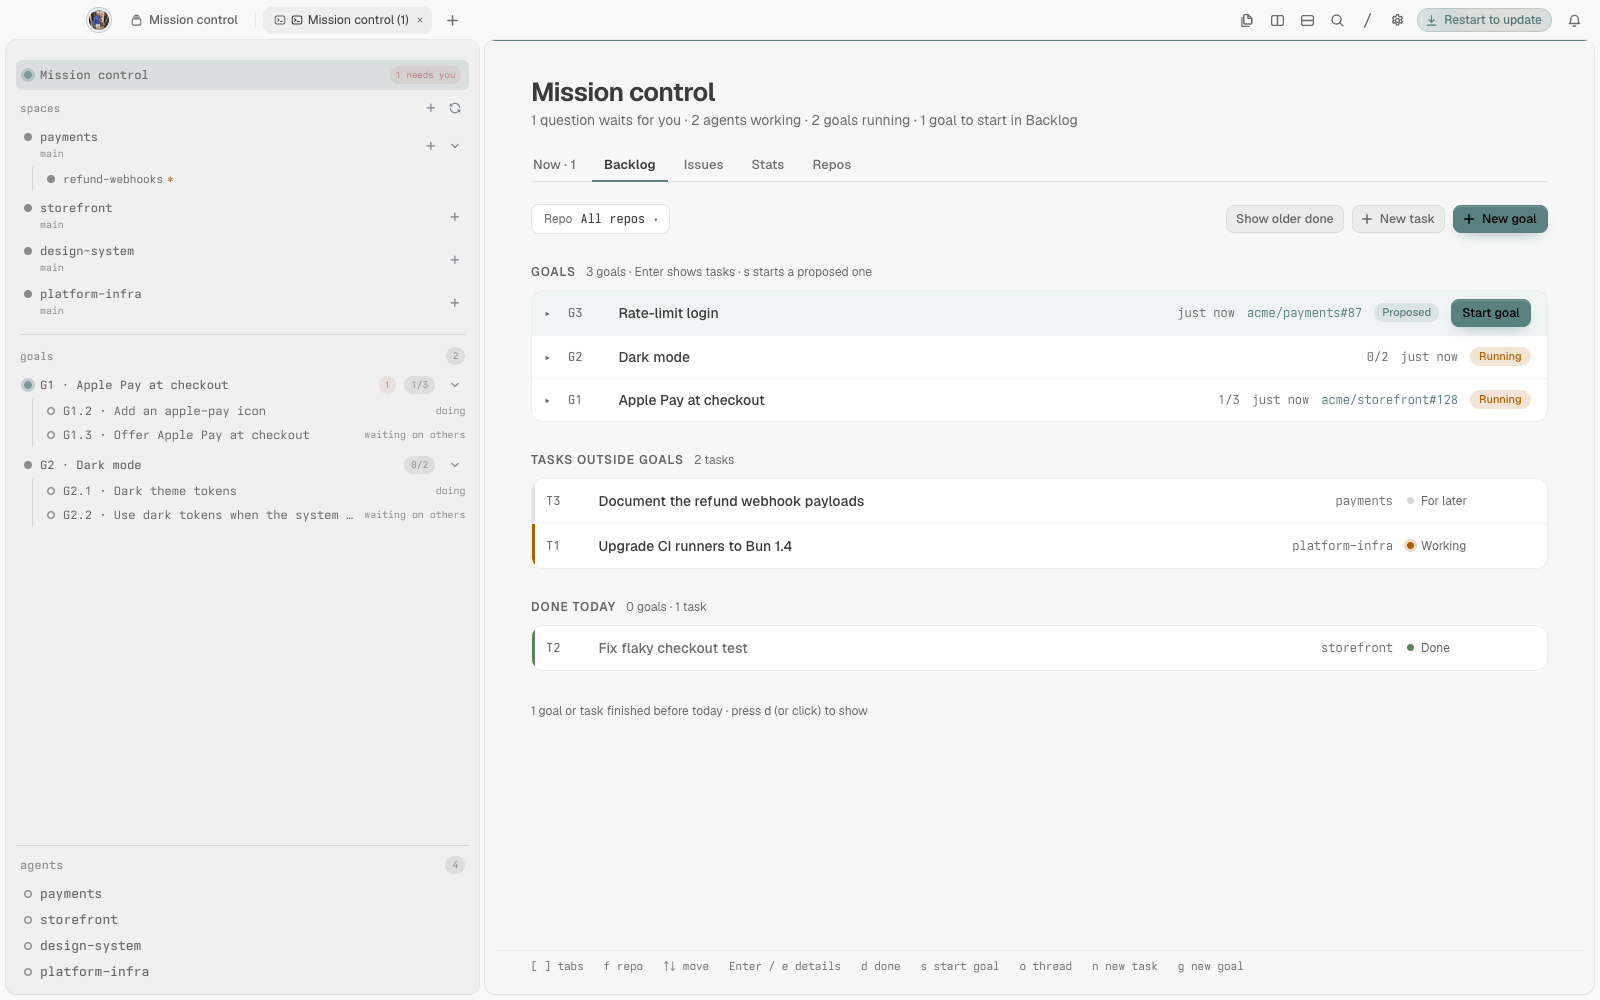 Mission control
Mission control (1) ×
Restart to update
Mission control
1 needs you
spaces
payments
main
refund-webhooks *
storefront
main
design-system
main
platform-infra
main
goals
2
G1 · Apple Pay at checkout
1
1/3
G1.2 · Add an apple-pay icon
doing
G1.3 · Offer Apple Pay at checkout
waiting on others
G2 · Dark mode
0/2
G2.1 · Dark theme tokens
doing
G2.2 · Use dark tokens when the system …
waiting on others
agents
4
payments
storefront
design-system
platform-infra
Mission control
1 question waits for you · 2 agents working · 2 goals running · 1 goal to start in Backlog
Now · 1
Backlog
Issues
Stats
Repos
Repo All repos
Show older done
+ New task
+ New goal
GOALS 3 goals · Enter shows tasks · s starts a proposed one
G3 Rate-limit login just now acme/payments#87 Proposed Start goal
G2 Dark mode 0/2 just now Running
G1 Apple Pay at checkout 1/3 just now acme/storefront#128 Running
TASKS OUTSIDE GOALS 2 tasks
T3 Document the refund webhook payloads payments For later
T1 Upgrade CI runners to Bun 1.4 platform-infra Working
DONE TODAY 0 goals · 1 task
T2 Fix flaky checkout test storefront Done
1 goal or task finished before today · press d (or click) to show
[ ] tabs f repo ↑↓ move Enter / e details d done s start goal o thread n new task g new goal